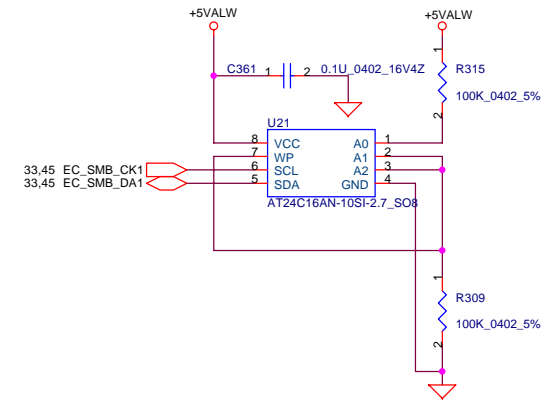 +5VALW
+5VALW
C361 1 2 0.1U_0402_16V4Z
1
R315
100K_0402_5%
2
U21
8 VCC A0 1
7 WP A1 2
33,45 EC_SMB_CK1 6 SCL A2 3
33,45 EC_SMB_DA1 5 SDA GND 4
AT24C16AN-10SI-2.7_SO8
1
R309
100K_0402_5%
2